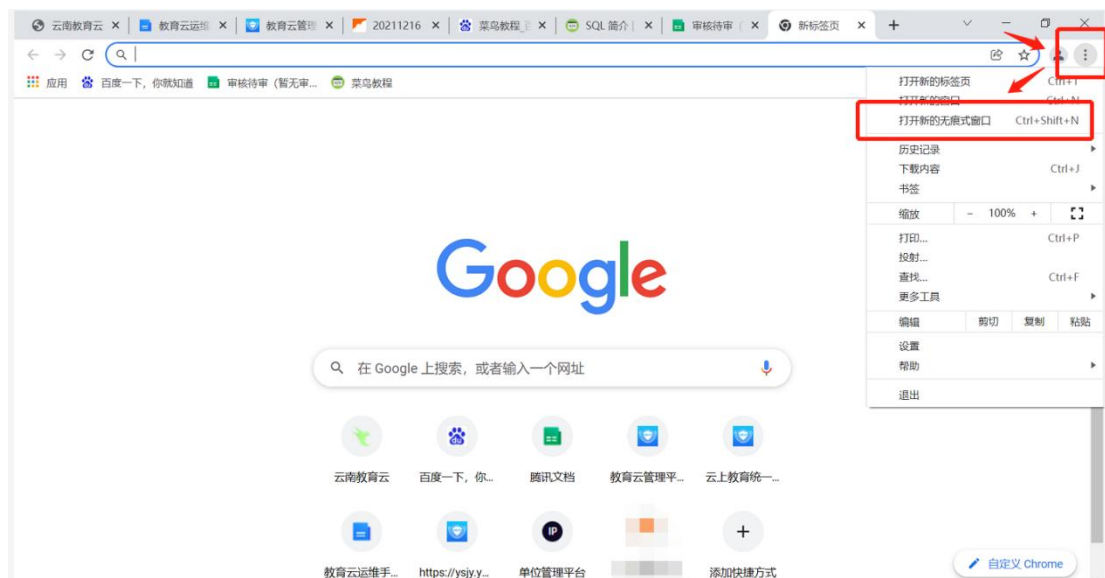 云南教育云
教育云运维
教育云管理
20211216
菜鸟教程_
SQL 简介 |
审核待审（
新标签页
应用
百度一下，你就知道
审核待审（暂无审...
菜鸟教程
打开新的标签页 Ctrl+T
打开新的窗口 Ctrl+N
打开新的无痕式窗口 Ctrl+Shift+N
历史记录
下载内容 Ctrl+J
书签
缩放 - 100% +
打印... Ctrl+P
投射...
查找... Ctrl+F
更多工具
编辑 剪切 复制 粘贴
设置
帮助
退出
Google
在 Google 上搜索，或者输入一个网址
云南教育云
du
百度一下，你...
腾讯文档
教育云管理平...
云上教育统一...
教育云运维手...
https://ysjy.y...
IP
单位管理平台
添加快捷方式
自定义 Chrome